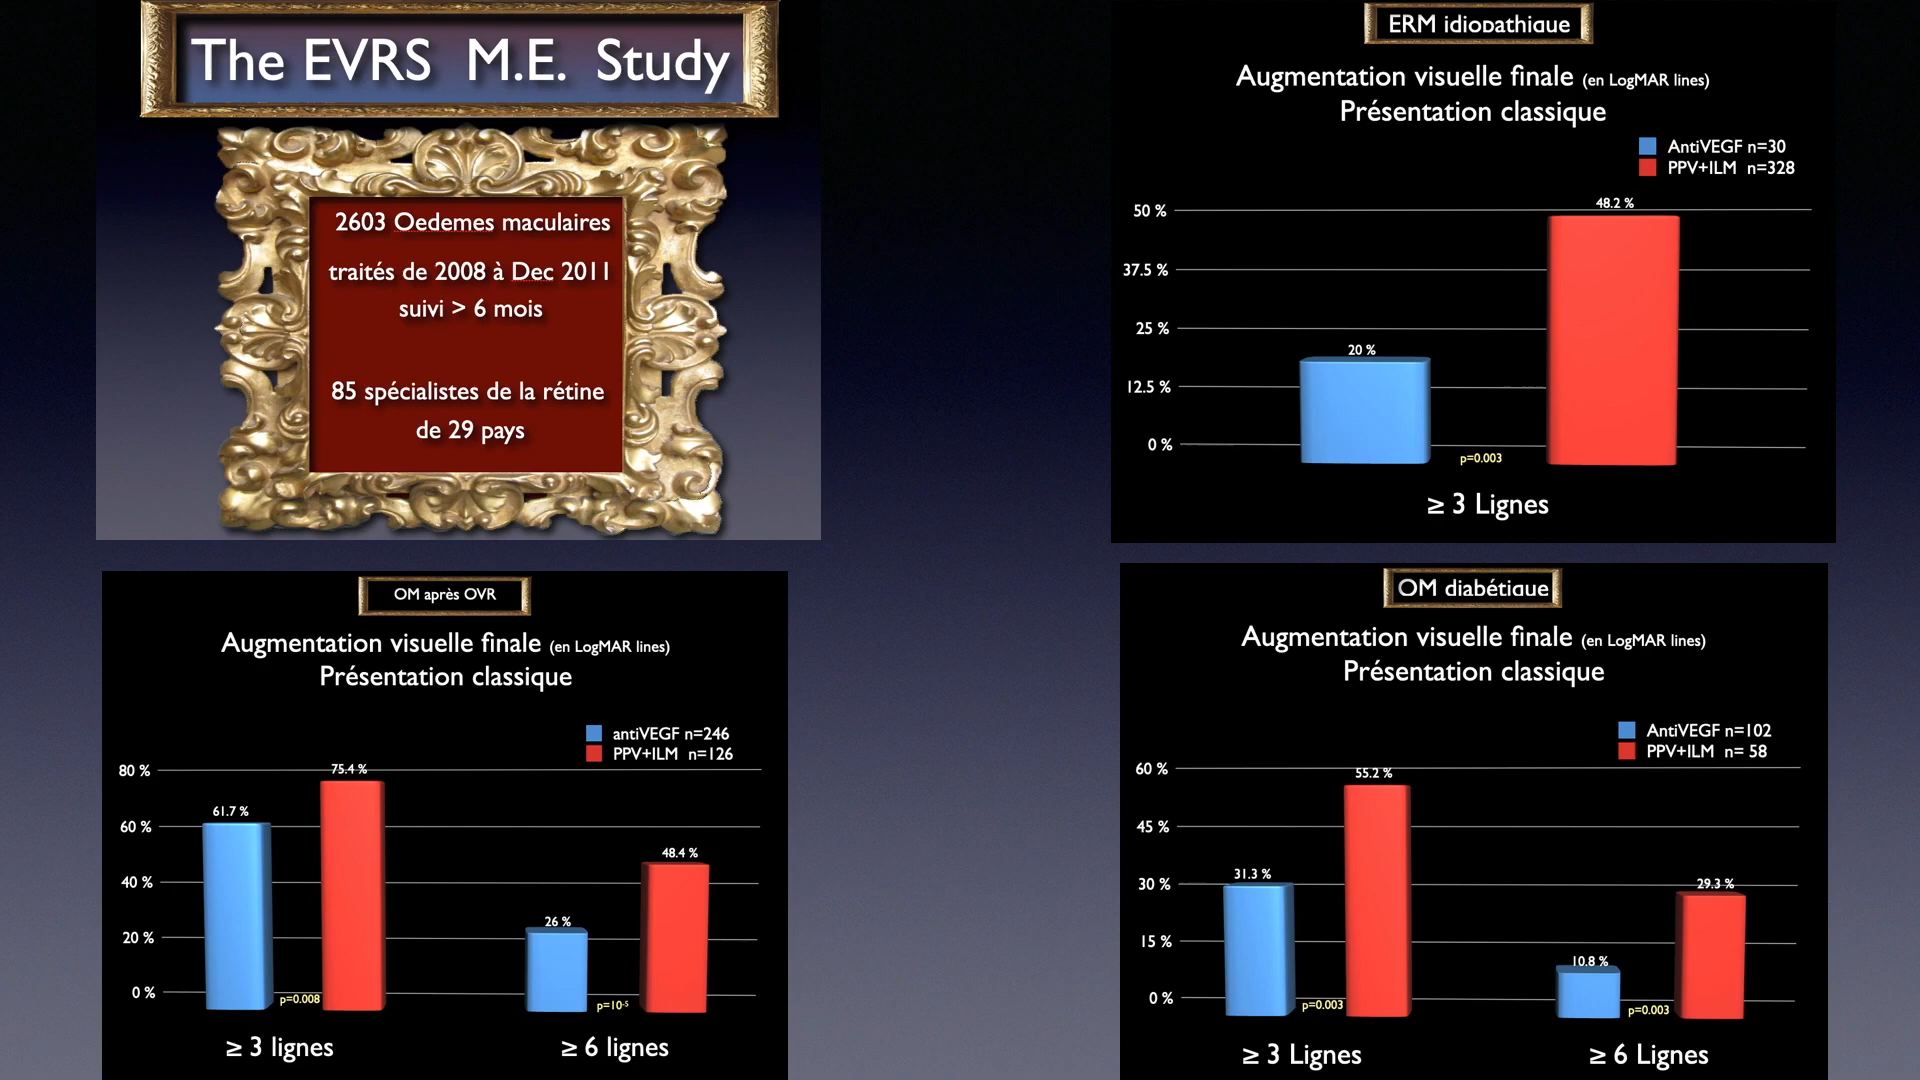 The EVRS M.E. Study
2603 Oedemes maculaires
traités de 2008 à Dec 2011
suivi > 6 mois
85 spécialistes de la rétine
de 29 pays
ERM idiopathique
Augmentation visuelle finale (en LogMAR lines)
Présentation classique
AntiVEGF n=30
PPV+ILM n=328
48.2 %
50 %
37.5 %
20 %
25 %
12.5 %
0 %
p=0.003
≥ 3 Lignes
OM après OVR
Augmentation visuelle finale (en LogMAR lines)
Présentation classique
antiVEGF n=246
PPV+ILM n=126
80 %
75.4 %
61.7 %
60 %
48.4 %
40 %
26 %
20 %
0 %
p=0.008
p=10-5
≥ 3 lignes
≥ 6 lignes
OM diabétique
Augmentation visuelle finale (en LogMAR lines)
Présentation classique
AntiVEGF n=102
PPV+ILM n= 58
60 %
55.2 %
45 %
31.3 %
30 %
29.3 %
15 %
10.8 %
0 %
p=0.003
p=0.003
≥ 3 Lignes
≥ 6 Lignes